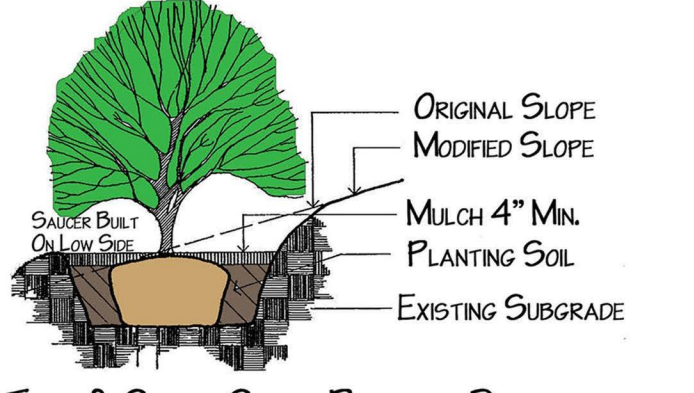 ORIGINAL SLOPE
MODIFIED SLOPE
SAUCER BUILT
ON LOW SIDE
MULCH 4" MIN.
PLANTING SOIL
EXISTING SUBGRADE